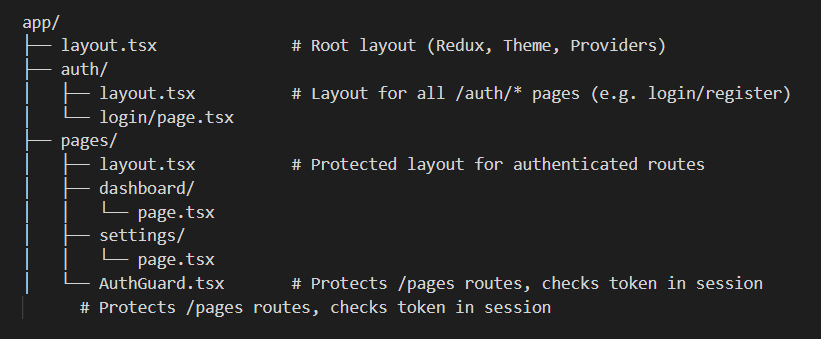 app/
├── layout.tsx              # Root layout (Redux, Theme, Providers)
├── auth/
│   ├── layout.tsx          # Layout for all /auth/* pages (e.g. login/register)
│   └── login/page.tsx
├── pages/
│   ├── layout.tsx          # Protected layout for authenticated routes
│   ├── dashboard/
│   │   └── page.tsx
│   ├── settings/
│   │   └── page.tsx
│   └── AuthGuard.tsx       # Protects /pages routes, checks token in session
      # Protects /pages routes, checks token in session